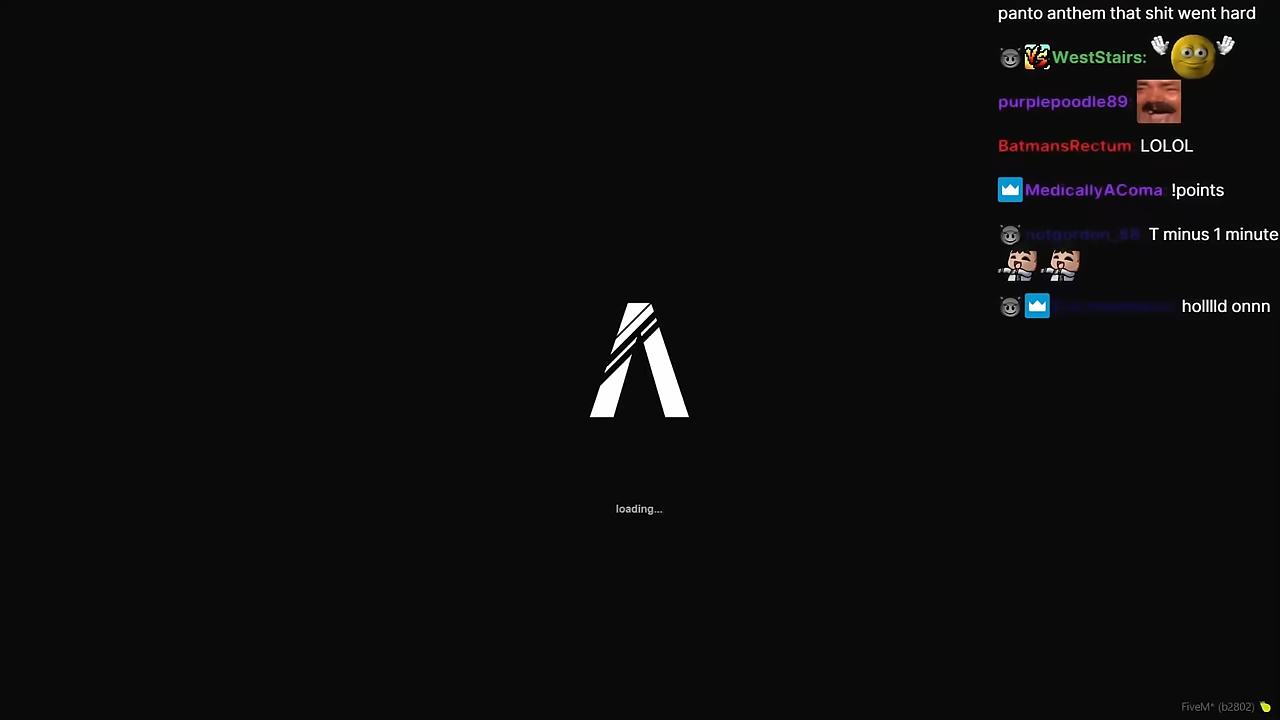 panto anthem that shit went hard
WestStairs:
purplepoodle89
BatmansRectum LOLOL
MedicallyAComa !points
notgorden_58 T minus 1 minute
holllld onnn
loading...
FiveM* (b2802)